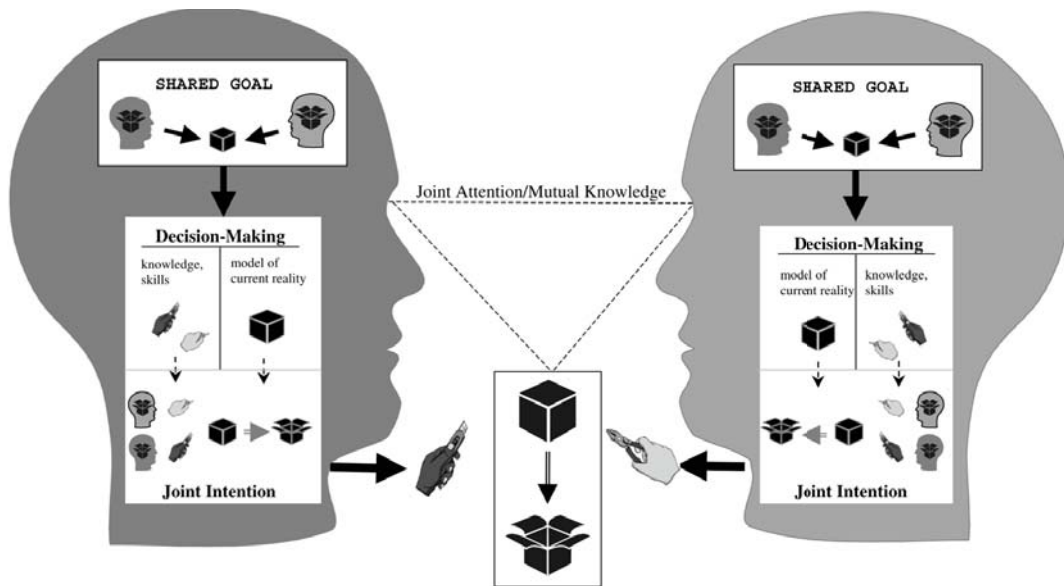 SHARED GOAL
Decision-Making
knowledge,
skills
model of
current reality
Joint Intention
Joint Attention/Mutual Knowledge
SHARED GOAL
Decision-Making
model of
current reality
knowledge,
skills
Joint Intention